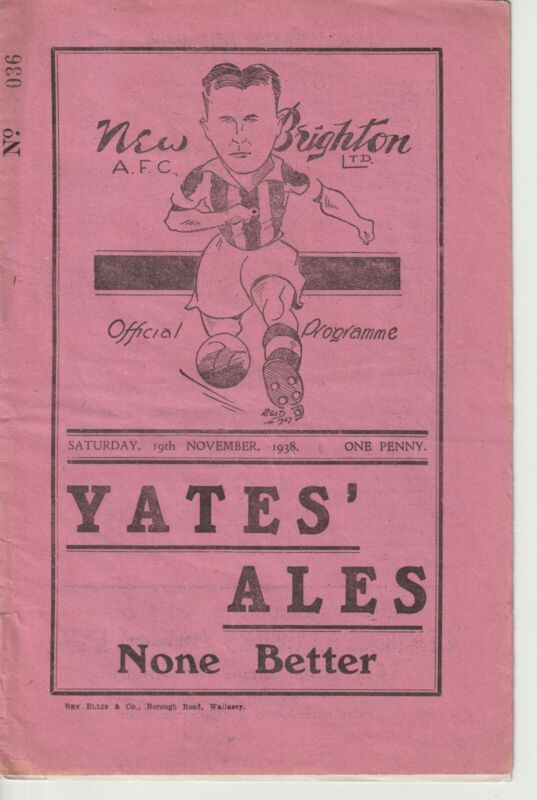 No 036
New Brighton
A.F.C., LTD.
Official Programme
SATURDAY, 19th NOVEMBER, 1938. ONE PENNY.
YATES'
ALES
None Better
BEN ELLIS & Co., Borough Road, Wallasey.